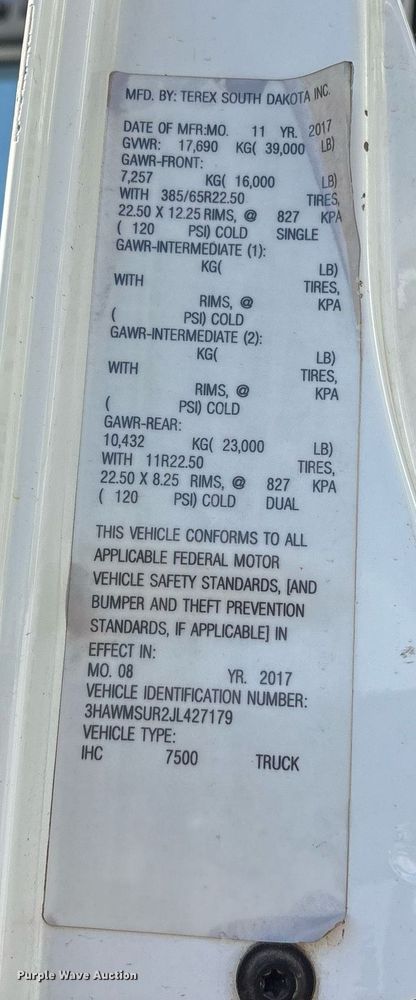 MFD. BY: TEREX SOUTH DAKOTA INC.
DATE OF MFR:MO. 11 YR. 2017
GVWR: 17,690 KG( 39,000 LB)
GAWR-FRONT:
7,257 KG( 16,000 LB)
WITH 385/65R22.50 TIRES,
22.50 X 12.25 RIMS, @ 827 KPA
( 120 PSI) COLD SINGLE
GAWR-INTERMEDIATE (1):
KG( LB)
WITH TIRES,
RIMS, @ KPA
( PSI) COLD
GAWR-INTERMEDIATE (2):
KG( LB)
WITH TIRES,
RIMS, @ KPA
( PSI) COLD
GAWR-REAR:
10,432 KG( 23,000 LB)
WITH 11R22.50 TIRES,
22.50 X 8.25 RIMS, @ 827 KPA
( 120 PSI) COLD DUAL
THIS VEHICLE CONFORMS TO ALL
APPLICABLE FEDERAL MOTOR
VEHICLE SAFETY STANDARDS, [AND
BUMPER AND THEFT PREVENTION
STANDARDS, IF APPLICABLE] IN
EFFECT IN:
MO. 08 YR. 2017
VEHICLE IDENTIFICATION NUMBER:
3HAWMSUR2JL427179
VEHICLE TYPE:
IHC 7500 TRUCK
Purple Wave Auction